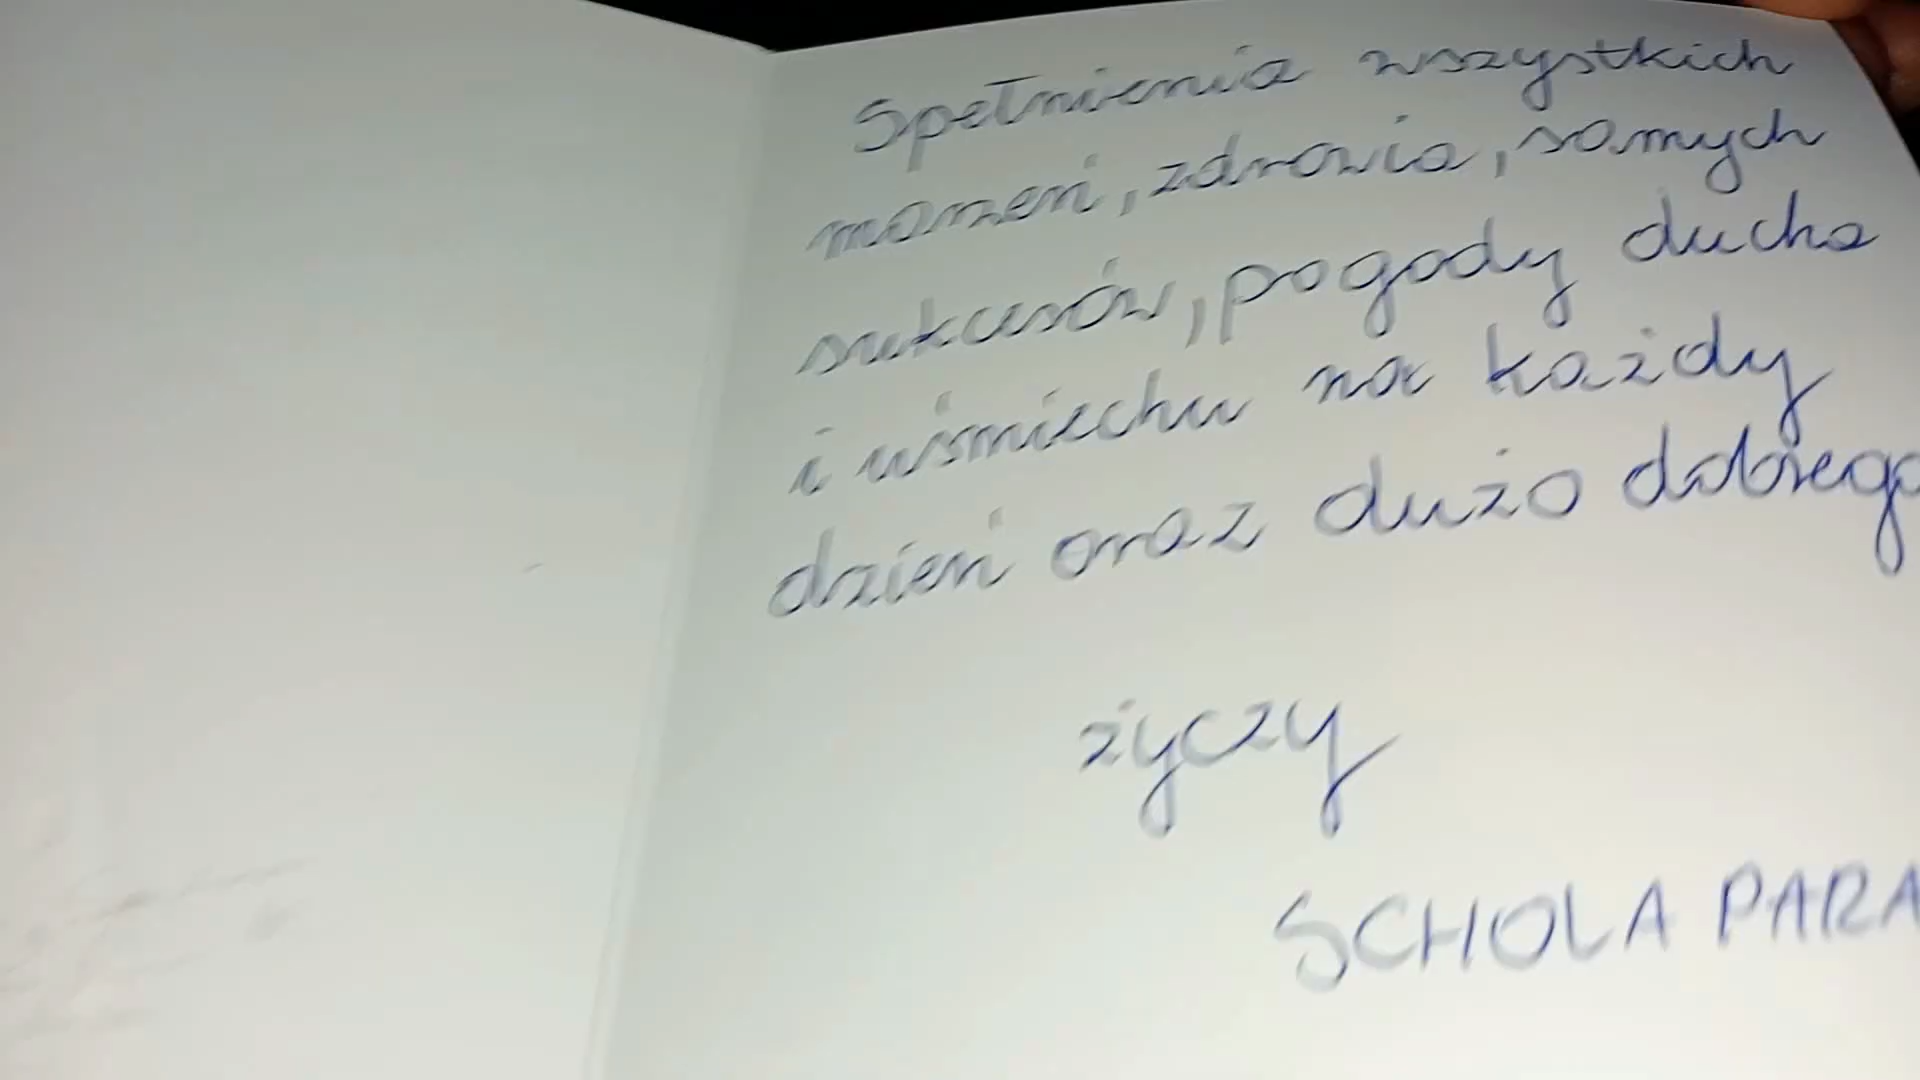 Spełnienia wszystkich
marzeń, zdrowia, samych
sukcesów, pogody ducha
i uśmiechu na każdy
dzień oraz dużo dobrego
życzy
SCHOLA PARA